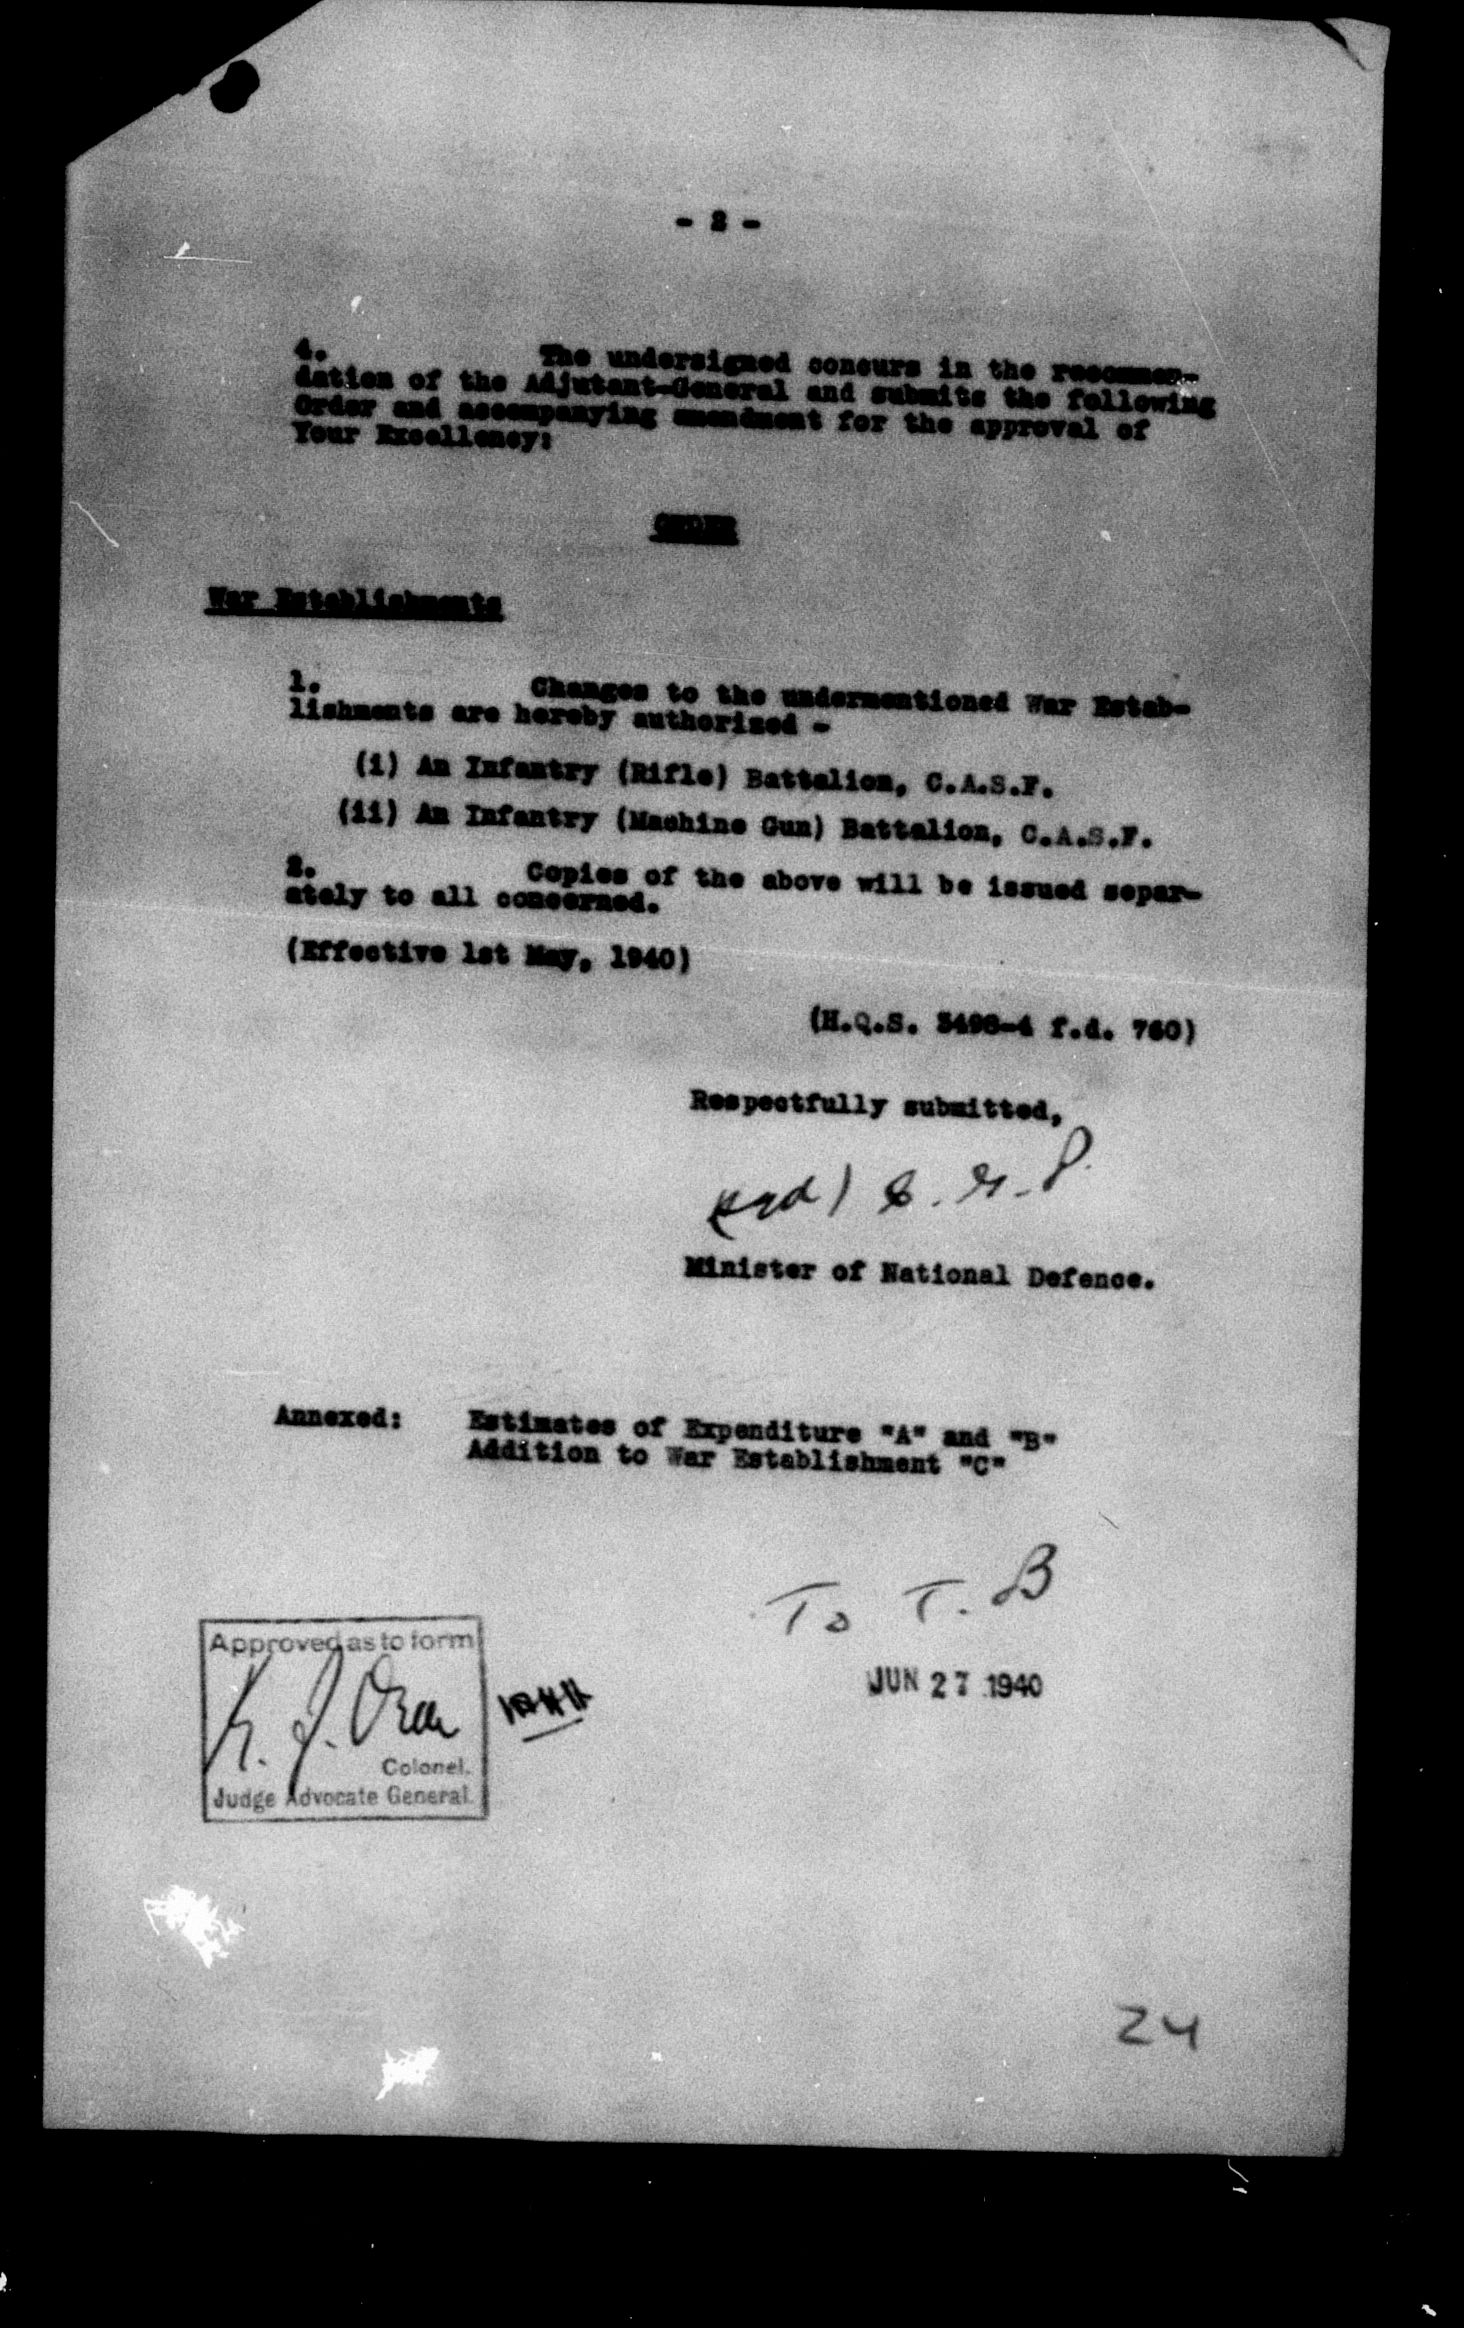 - 2 -
4. The undersigned concurs in the recommen-
dation of the Adjutant-General and submits the following
Order and accompanying amendment for the approval of
Your Excellency:
ORDER
War Establishments
1. Changes to the undermentioned War Estab-
lishments are hereby authorized -
(i) An Infantry (Rifle) Battalion, C.A.S.F.
(ii) An Infantry (Machine Gun) Battalion, C.A.S.F.
2. Copies of the above will be issued separ-
ately to all concerned.
(Effective 1st May, 1940)
(H.Q.S. 3498-4 f.d. 760)
Respectfully submitted,
(sgd)
Minister of National Defence.
Annexed: Estimates of Expenditure "A" and "B"
Addition to War Establishment "C"
To T.B
JUN 27 1940
Approved as to form
Colonel.
Judge Advocate General.
24